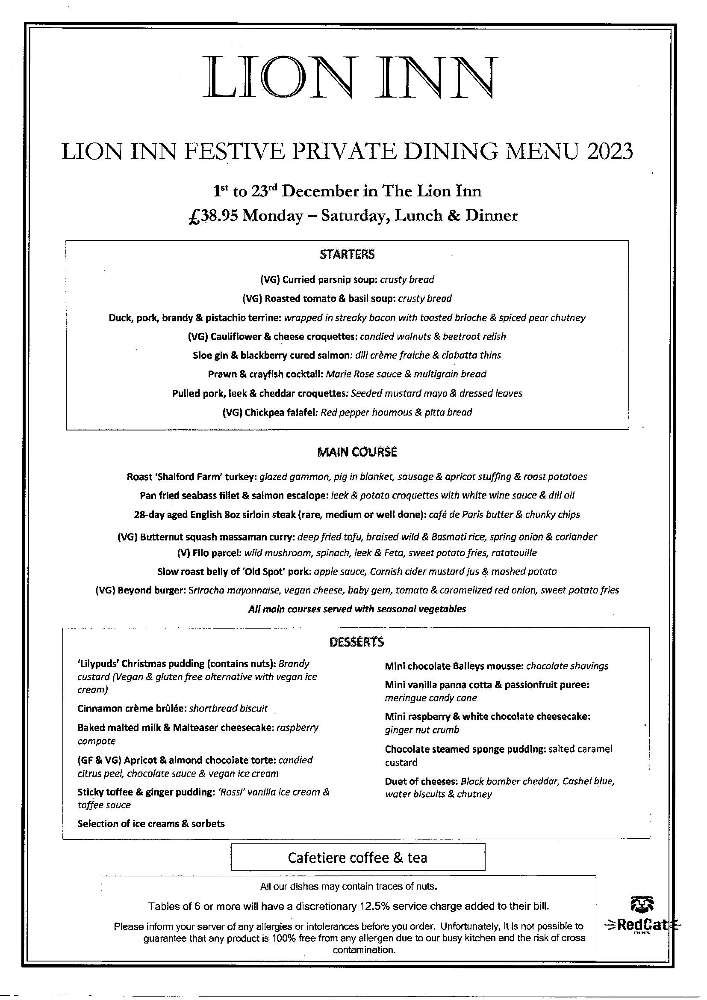 LION INN
LION INN FESTIVE PRIVATE DINING MENU 2023
1st to 23rd December in The Lion Inn
£38.95 Monday – Saturday, Lunch & Dinner
STARTERS
(VG) Curried parsnip soup: crusty bread
(VG) Roasted tomato & basil soup: crusty bread
Duck, pork, brandy & pistachio terrine: wrapped in streaky bacon with toasted brioche & spiced pear chutney
(VG) Cauliflower & cheese croquettes: candied walnuts & beetroot relish
Sloe gin & blackberry cured salmon: dill crème fraiche & ciabatta thins
Prawn & crayfish cocktail: Marie Rose sauce & multigrain bread
Pulled pork, leek & cheddar croquettes: Seeded mustard mayo & dressed leaves
(VG) Chickpea falafel: Red pepper houmous & pitta bread
MAIN COURSE
Roast 'Shalford Farm' turkey: glazed gammon, pig in blanket, sausage & apricot stuffing & roast potatoes
Pan fried seabass fillet & salmon escalope: leek & potato croquettes with white wine sauce & dill oil
28-day aged English 8oz sirloin steak (rare, medium or well done): café de Paris butter & chunky chips
(VG) Butternut squash massaman curry: deep fried tofu, braised wild & Basmati rice, spring onion & coriander
(V) Filo parcel: wild mushroom, spinach, leek & Feta, sweet potato fries, ratatouille
Slow roast belly of 'Old Spot' pork: apple sauce, Cornish cider mustard jus & mashed potato
(VG) Beyond burger: Sriracha mayonnaise, vegan cheese, baby gem, tomato & caramelized red onion, sweet potato fries
All main courses served with seasonal vegetables
DESSERTS
'Lilypuds' Christmas pudding (contains nuts): Brandy
custard (Vegan & gluten free alternative with vegan ice
cream)
Cinnamon crème brûlée: shortbread biscuit
Baked malted milk & Malteaser cheesecake: raspberry
compote
(GF & VG) Apricot & almond chocolate torte: candied
citrus peel, chocolate sauce & vegan ice cream
Sticky toffee & ginger pudding: 'Rossi' vanilla ice cream &
toffee sauce
Selection of ice creams & sorbets
Mini chocolate Baileys mousse: chocolate shavings
Mini vanilla panna cotta & passionfruit puree:
meringue candy cane
Mini raspberry & white chocolate cheesecake:
ginger nut crumb
Chocolate steamed sponge pudding: salted caramel
custard
Duet of cheeses: Black bomber cheddar, Cashel blue,
water biscuits & chutney
Cafetiere coffee & tea
All our dishes may contain traces of nuts.
Tables of 6 or more will have a discretionary 12.5% service charge added to their bill.
Please inform your server of any allergies or intolerances before you order. Unfortunately, it is not possible to
guarantee that any product is 100% free from any allergen due to our busy kitchen and the risk of cross
contamination.
RedCat
INNS